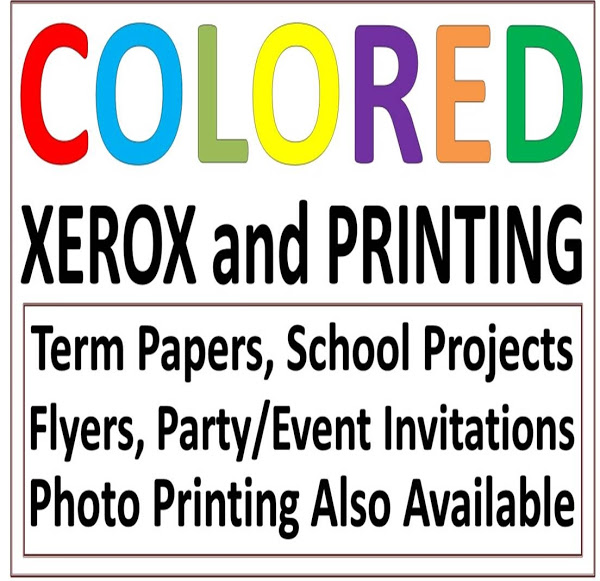 COLORED
XEROX and PRINTING
Term Papers, School Projects
Flyers, Party/Event Invitations
Photo Printing Also Available